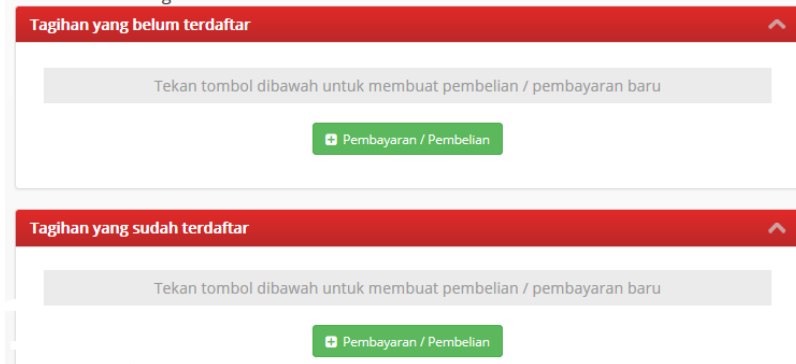 Tagihan yang belum terdaftar
Tekan tombol dibawah untuk membuat pembelian / pembayaran baru
Pembayaran / Pembelian
Tagihan yang sudah terdaftar
Tekan tombol dibawah untuk membuat pembelian / pembayaran baru
Pembayaran / Pembelian